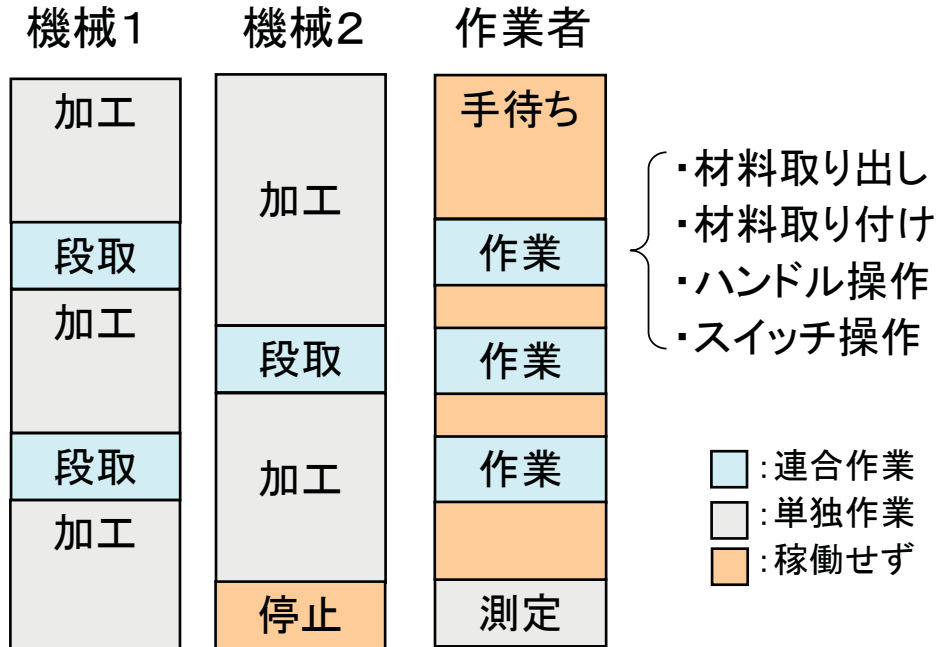 機械1
加工
段取
加工
段取
加工
機械2
加工
段取
加工
停止
作業者
手待ち
作業
作業
作業
測定
・材料取り出し
・材料取り付け
・ハンドル操作
・スイッチ操作
:連合作業
:単独作業
:稼働せず